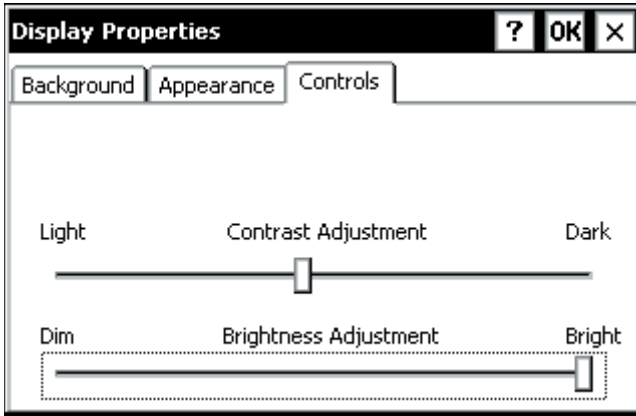 Display Properties ? OK ×
Background Appearance Controls
Light Contrast Adjustment Dark
Dim Brightness Adjustment Bright